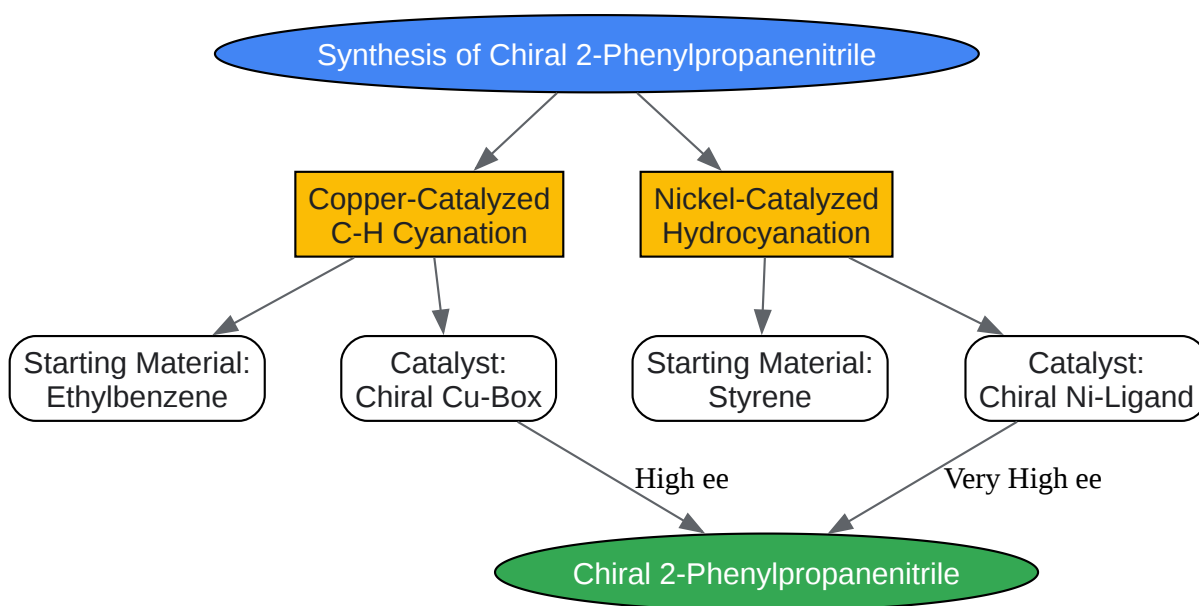 Synthesis of Chiral 2-Phenylpropanenitrile
Copper-Catalyzed
C-H Cyanation
Nickel-Catalyzed
Hydrocyanation
Starting Material:
Ethylbenzene
Catalyst:
Chiral Cu-Box
Starting Material:
Styrene
Catalyst:
Chiral Ni-Ligand
High ee
Very High ee
Chiral 2-Phenylpropanenitrile